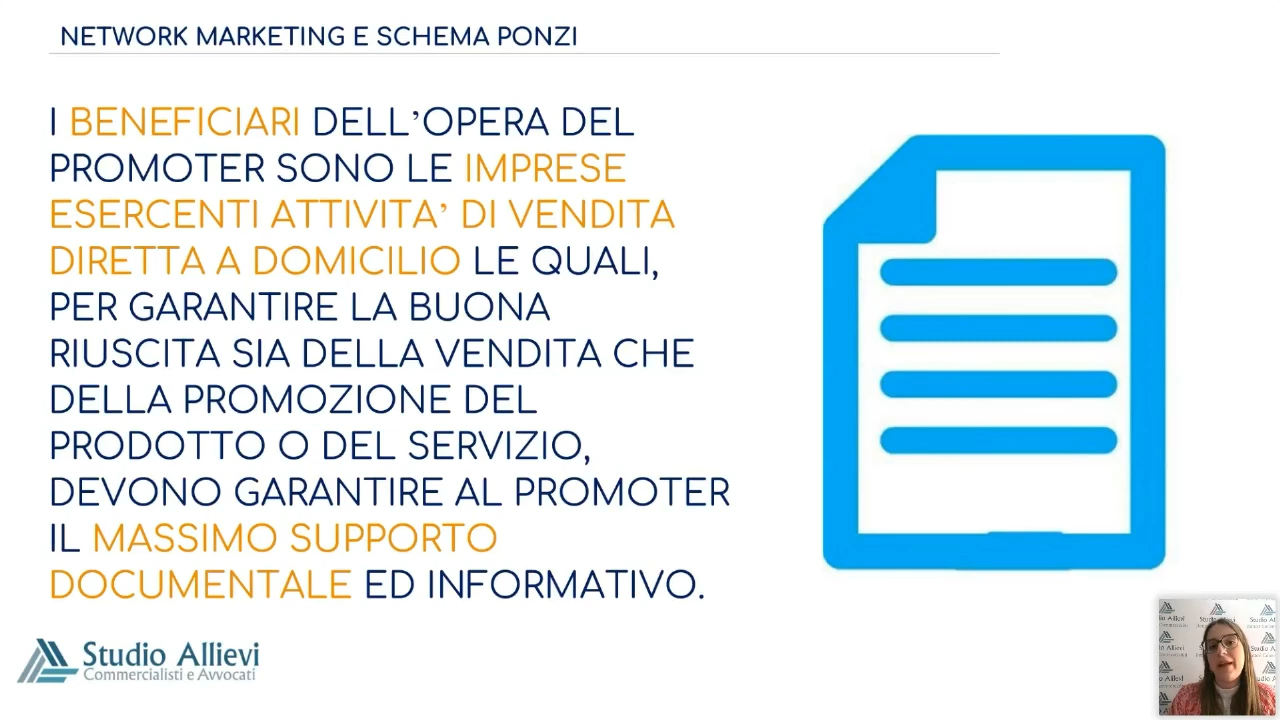 NETWORK MARKETING E SCHEMA PONZI
I BENEFICIARI DELL’OPERA DEL
PROMOTER SONO LE IMPRESE
ESERCENTI ATTIVITA’ DI VENDITA
DIRETTA A DOMICILIO LE QUALI,
PER GARANTIRE LA BUONA
RIUSCITA SIA DELLA VENDITA CHE
DELLA PROMOZIONE DEL
PRODOTTO O DEL SERVIZIO,
DEVONO GARANTIRE AL PROMOTER
IL MASSIMO SUPPORTO
DOCUMENTALE ED INFORMATIVO.
Studio Allievi
Commercialisti e Avvocati